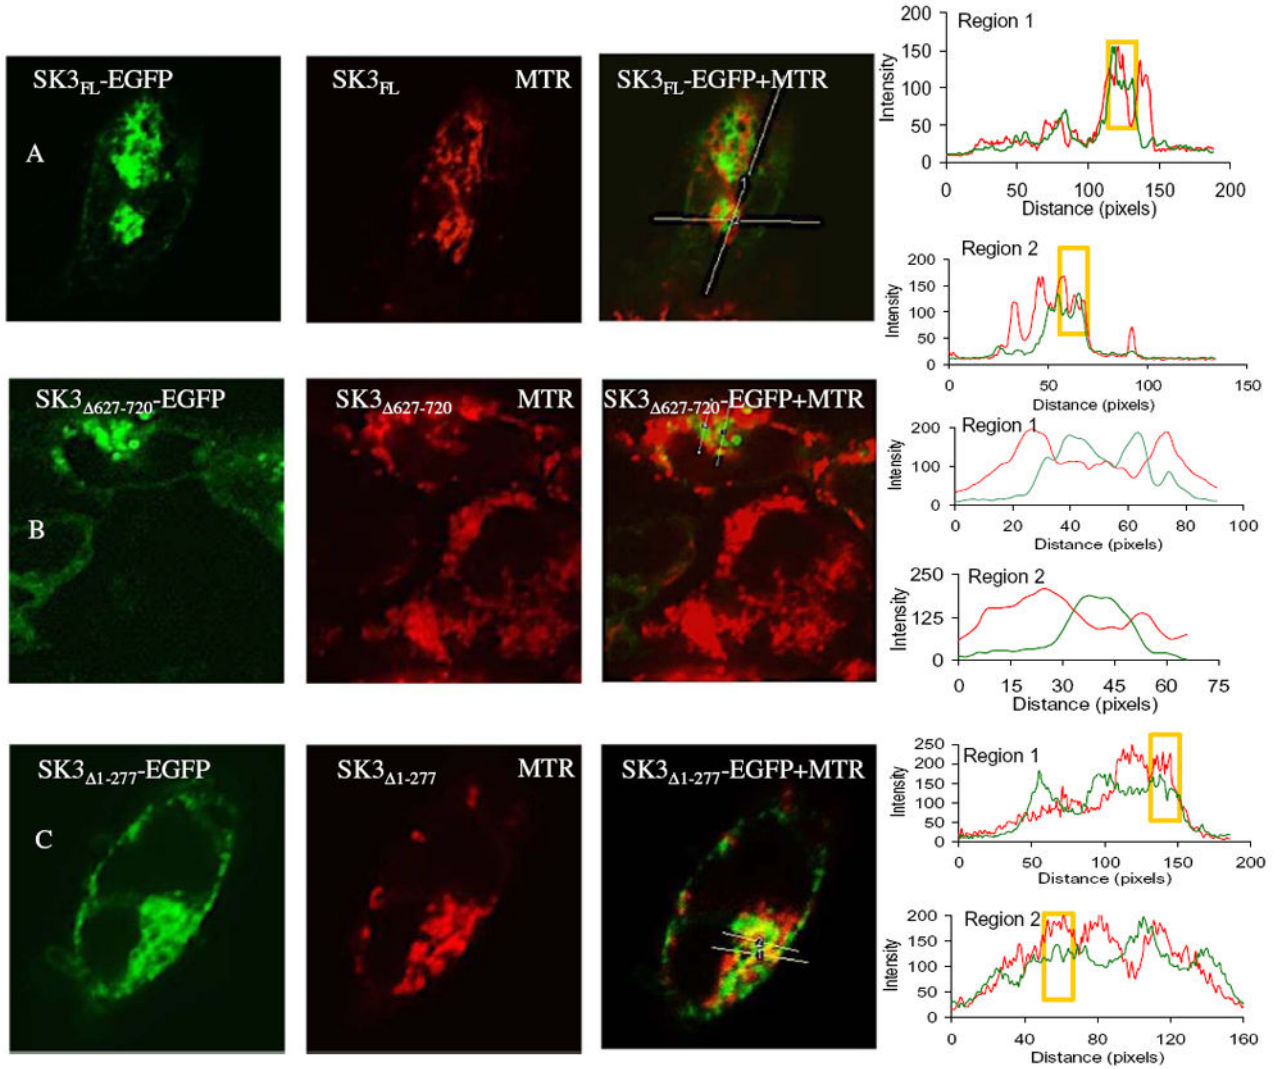 SK3FL-EGFP
SK3FL MTR
SK3FL-EGFP+MTR
A
1
2
Region 1
200
150
100
50
0
Intensity
0 50 100 150 200
Distance (pixels)
Region 2
200
150
100
50
0
Intensity
0 50 100 150
Distance (pixels)
SK3Δ627-720-EGFP
SK3Δ627-720 MTR
SK3Δ627-720-EGFP+MTR
B
Region 1
200
100
0
Intensity
0 20 40 60 80 100
Distance (pixels)
Region 2
250
125
0
Intensity
0 15 30 45 60 75
Distance (pixels)
SK3Δ1-277-EGFP
SK3Δ1-277 MTR
SK3Δ1-277-EGFP+MTR
C
2
1
Region 1
250
200
150
100
50
0
Intensity
0 50 100 150 200
Distance (pixels)
Region 2
200
150
100
50
0
Intensity
0 40 80 120 160
Distance (pixels)